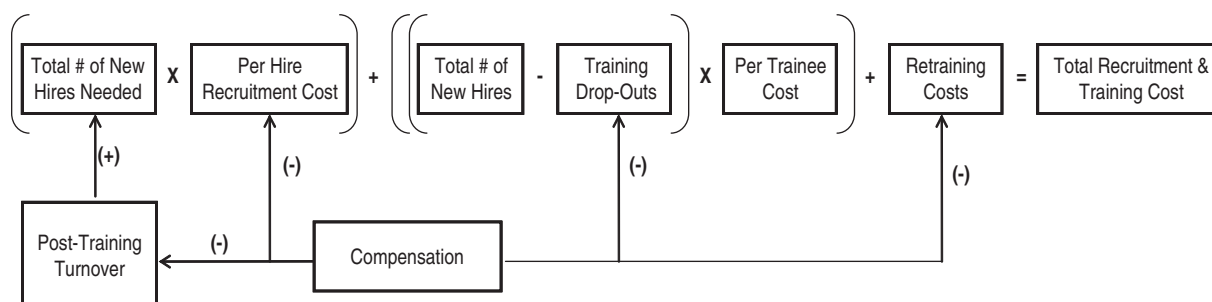 Total # of New
Hires Needed
X
Per Hire
Recruitment Cost
+
Total # of
New Hires
-
Training
Drop-Outs
X
Per Trainee
Cost
+
Retraining
Costs
=
Total Recruitment &
Training Cost
(+)
(-)
(-)
(-)
Post-Training
Turnover
(-)
Compensation